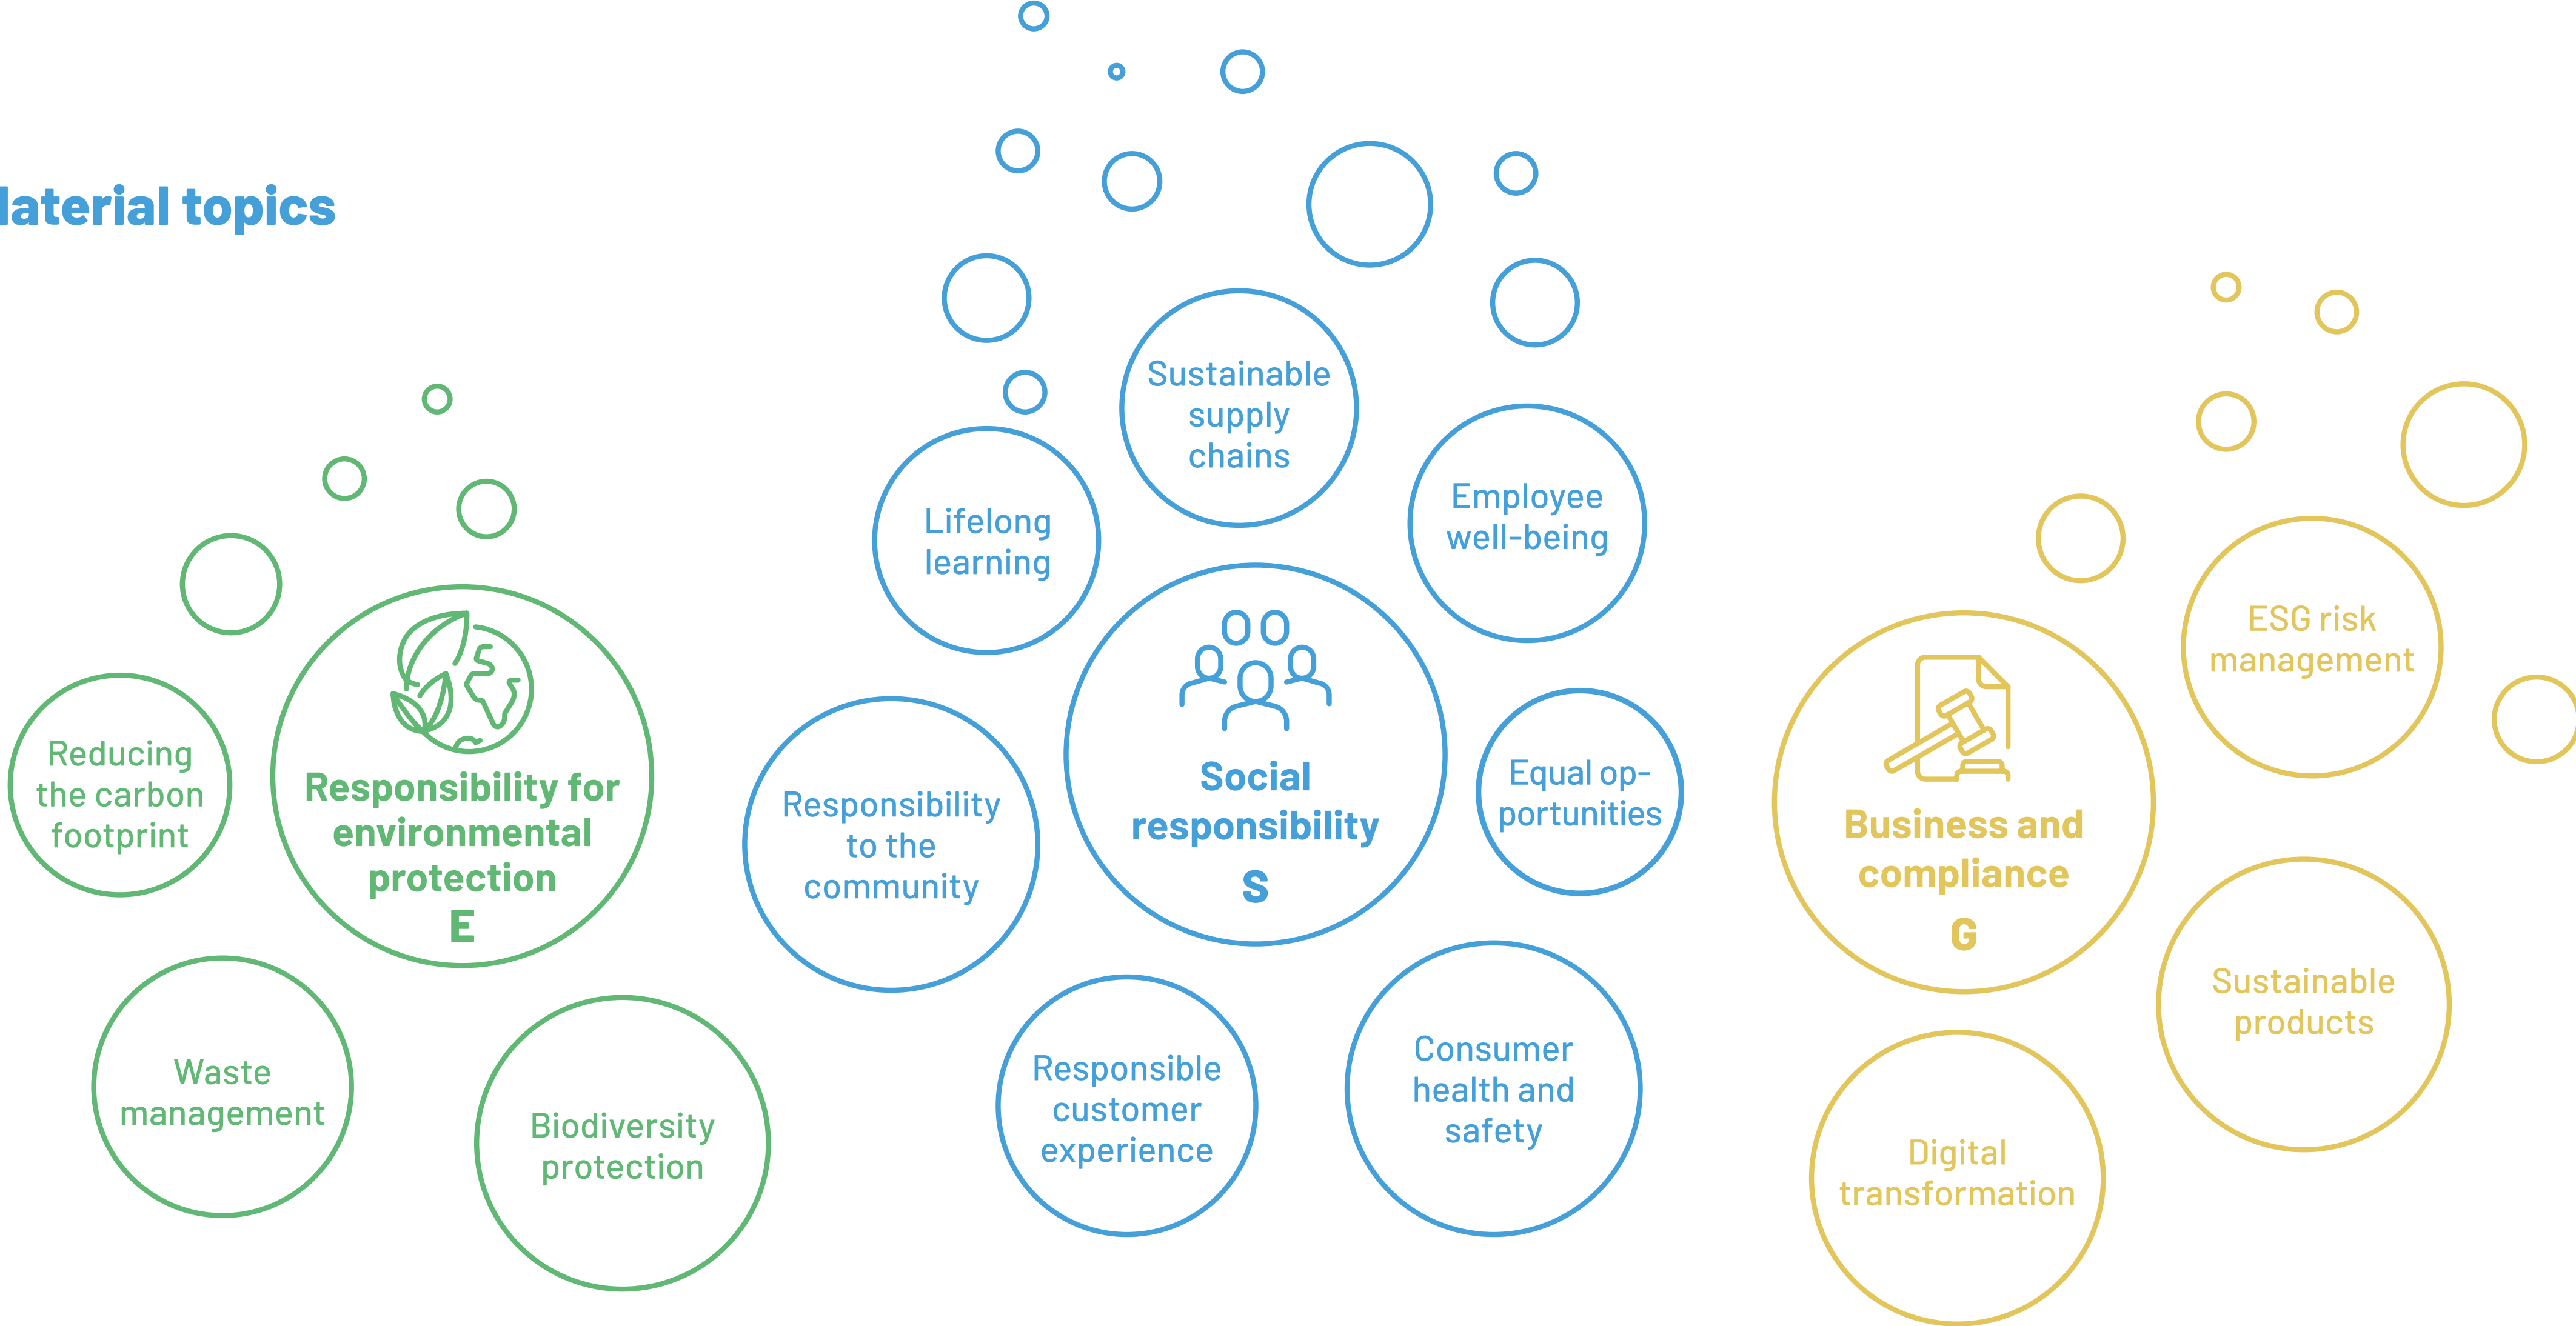 aterial topics
Reducing
the carbon
footprint
Responsibility for
environmental
protection
E
Waste
management
Biodiversity
protection
Sustainable
supply
chains
Lifelong
learning
Employee
well-being
Responsibility
to the
community
Social
responsibility
S
Equal op-
portunities
Responsible
customer
experience
Consumer
health and
safety
Business and
compliance
G
ESG risk
management
Sustainable
products
Digital
transformation